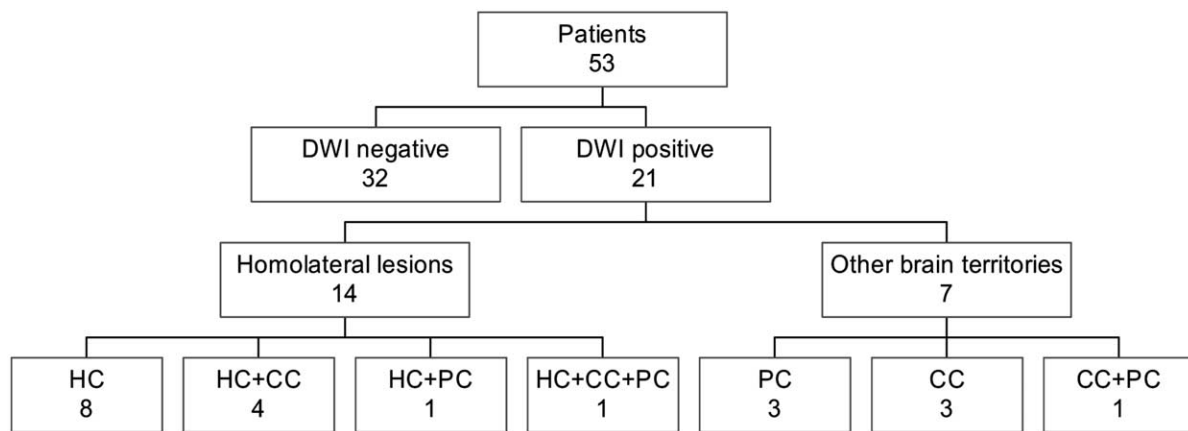 Patients
53
DWI negative
32
DWI positive
21
Homolateral lesions
14
Other brain territories
7
HC
8
HC+CC
4
HC+PC
1
HC+CC+PC
1
PC
3
CC
3
CC+PC
1